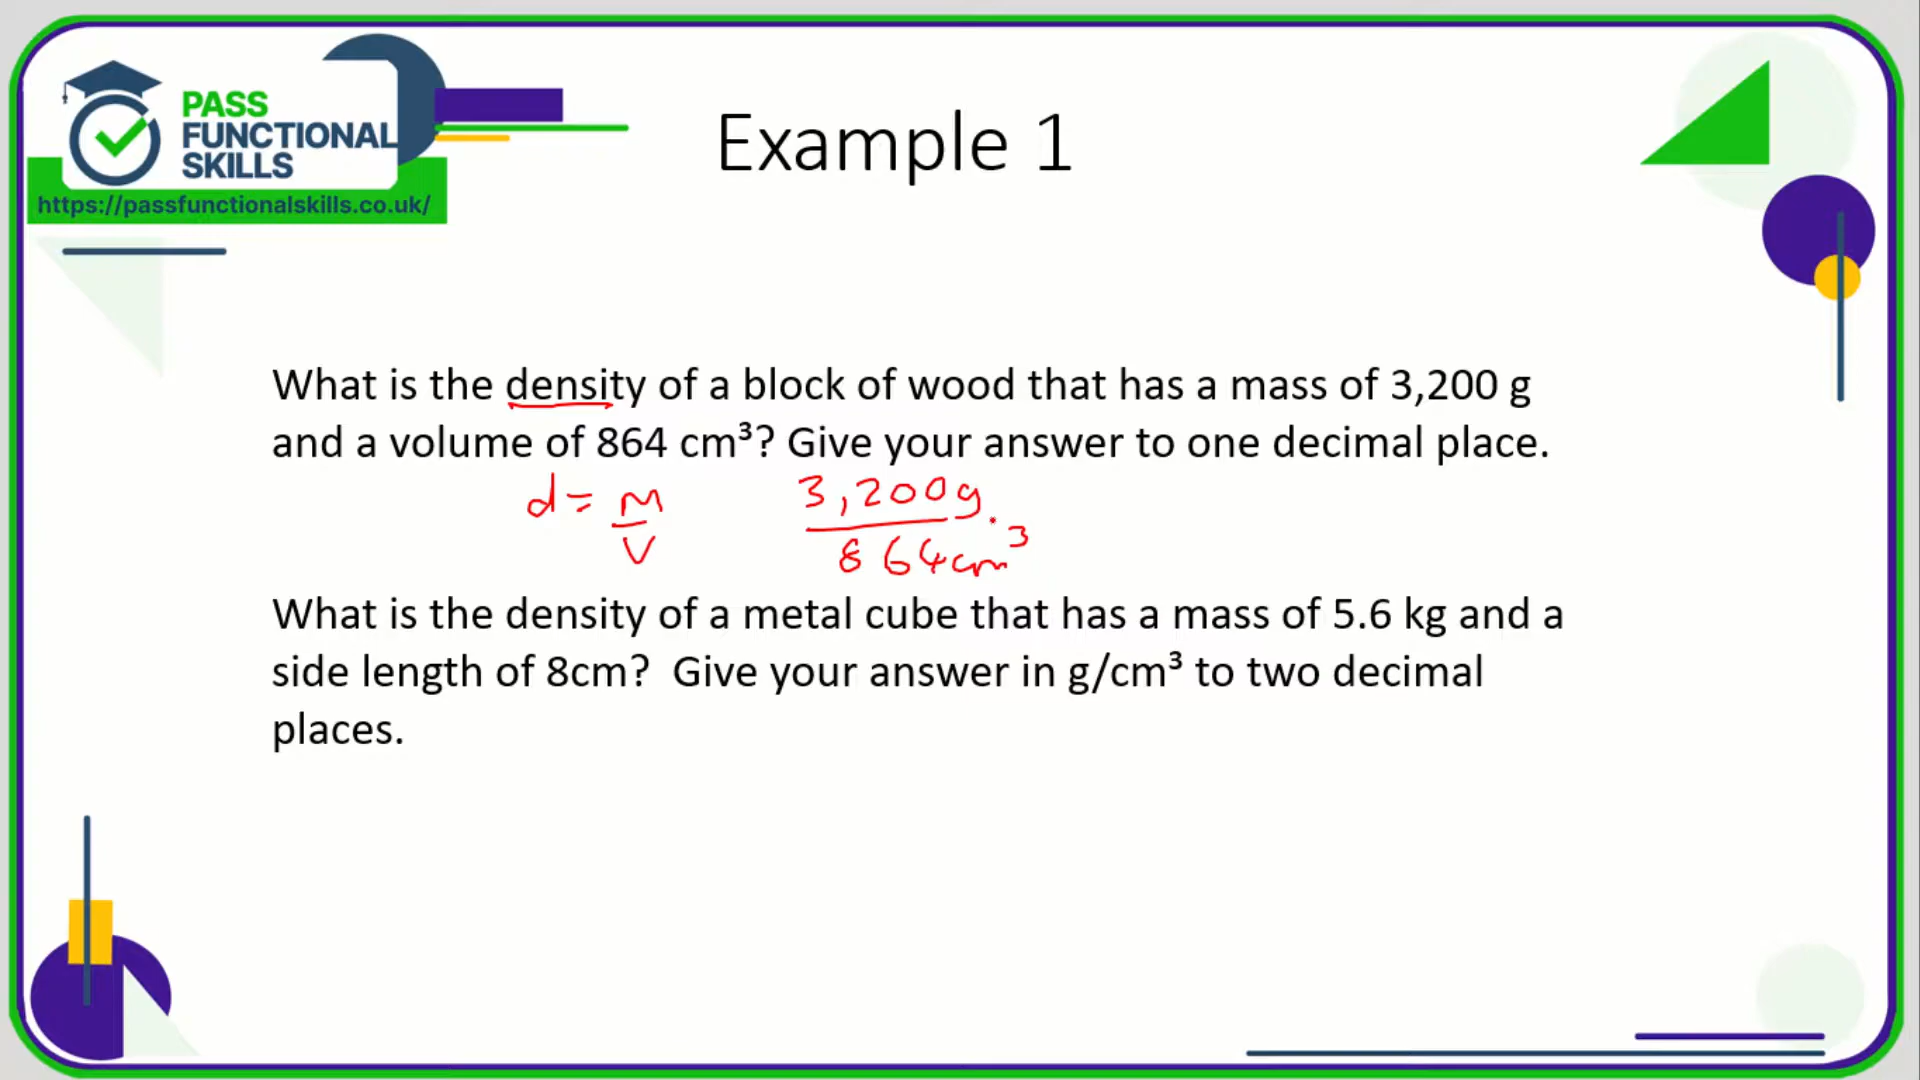 PASS
FUNCTIONAL
SKILLS
https://passfunctionalskills.co.uk/
Example 1
What is the density of a block of wood that has a mass of 3,200 g
and a volume of 864 cm³? Give your answer to one decimal place.
d = M/V 3,200g/864cm³
What is the density of a metal cube that has a mass of 5.6 kg and a
side length of 8cm? Give your answer in g/cm³ to two decimal
places.